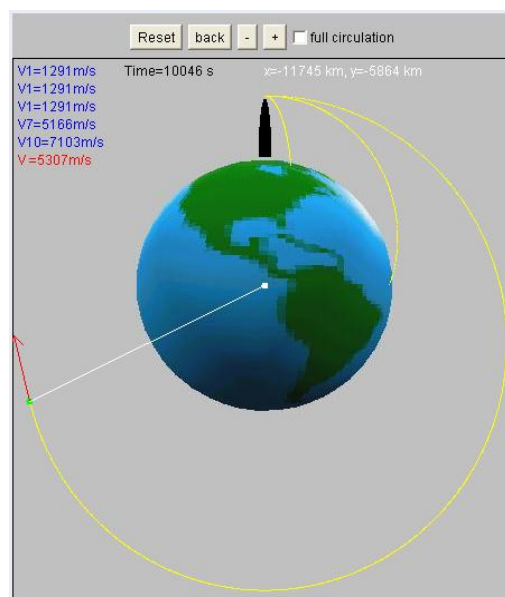 Reset back - + full circulation
V1=1291m/s Time=10046 s x=-11745 km, y=-5864 km
V1=1291m/s
V1=1291m/s
V7=5166m/s
V10=7103m/s
V=5307m/s